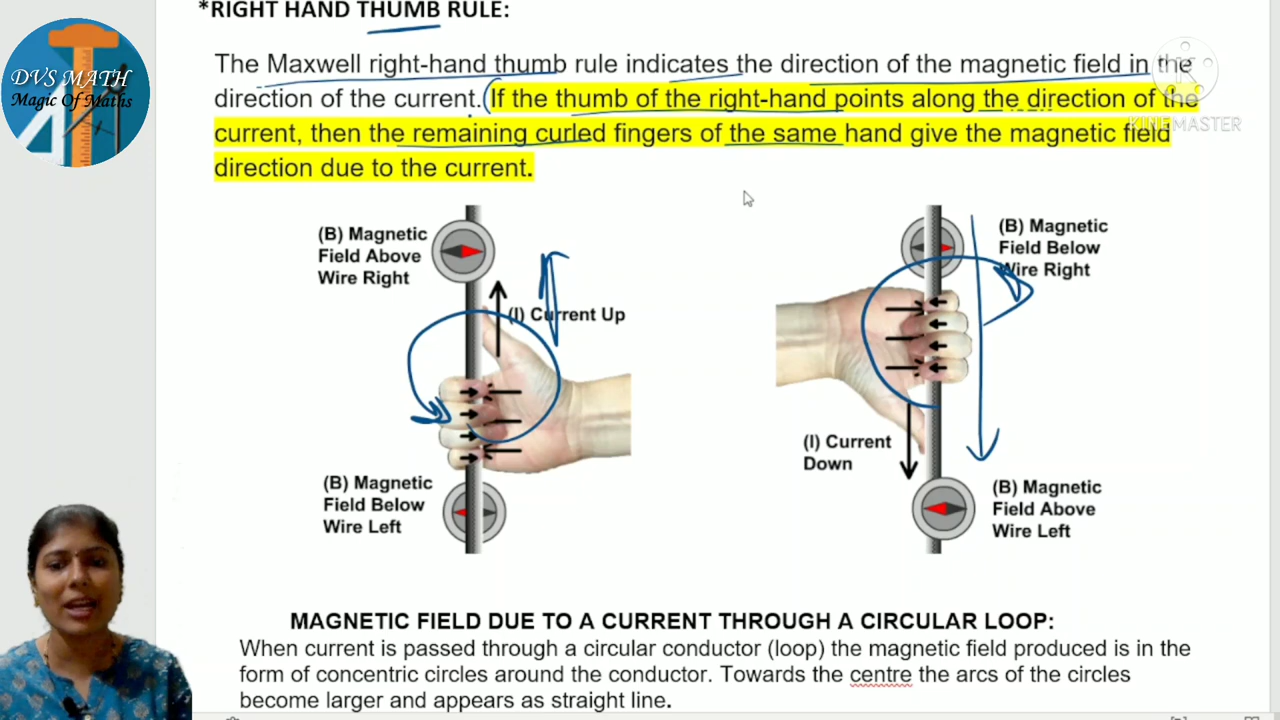 *RIGHT HAND THUMB RULE:
DVS MATH
Magic Of Maths
The Maxwell right-hand thumb rule indicates the direction of the magnetic field in the
direction of the current. If the thumb of the right-hand points along the direction of the
current, then the remaining curled fingers of the same hand give the magnetic field
direction due to the current.
KINEMASTER
(B) Magnetic
Field Above
Wire Right
(I) Current Up
(B) Magnetic
Field Below
Wire Left
(B) Magnetic
Field Below
Wire Right
(I) Current
Down
(B) Magnetic
Field Above
Wire Left
MAGNETIC FIELD DUE TO A CURRENT THROUGH A CIRCULAR LOOP:
When current is passed through a circular conductor (loop) the magnetic field produced is in the
form of concentric circles around the conductor. Towards the centre the arcs of the circles
become larger and appears as straight line.